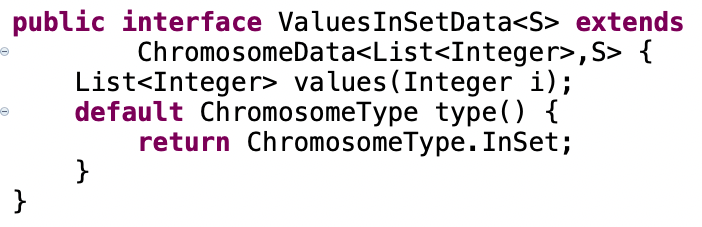 public interface ValuesInSetData<S> extends
        ChromosomeData<List<Integer>,S> {
    List<Integer> values(Integer i);
    default ChromosomeType type() {
        return ChromosomeType.InSet;
    }
}